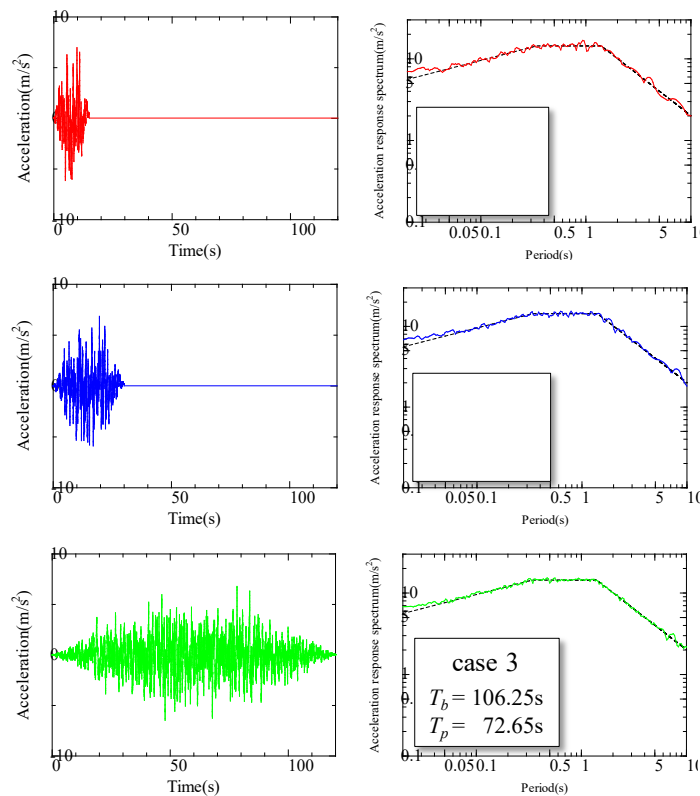 10
Acceleration(m/s²)
0
-10
0 50 100
Time(s)
Acceleration response spectrum(m/s²)
10
5
1
0.
0.1
0.05 0.1 0.5 1 5 10
Period(s)
10
Acceleration(m/s²)
0
-10
0 50 100
Time(s)
Acceleration response spectrum(m/s²)
10
5
1
0.
0.1
0.05 0.1 0.5 1 5 10
Period(s)
10
Acceleration(m/s²)
0
-10
0 50 100
Time(s)
Acceleration response spectrum(m/s²)
10
5
1
0.
0.1
0.05 0.1 0.5 1 5 10
Period(s)
case 3
T_b = 106.25s
T_p = 72.65s